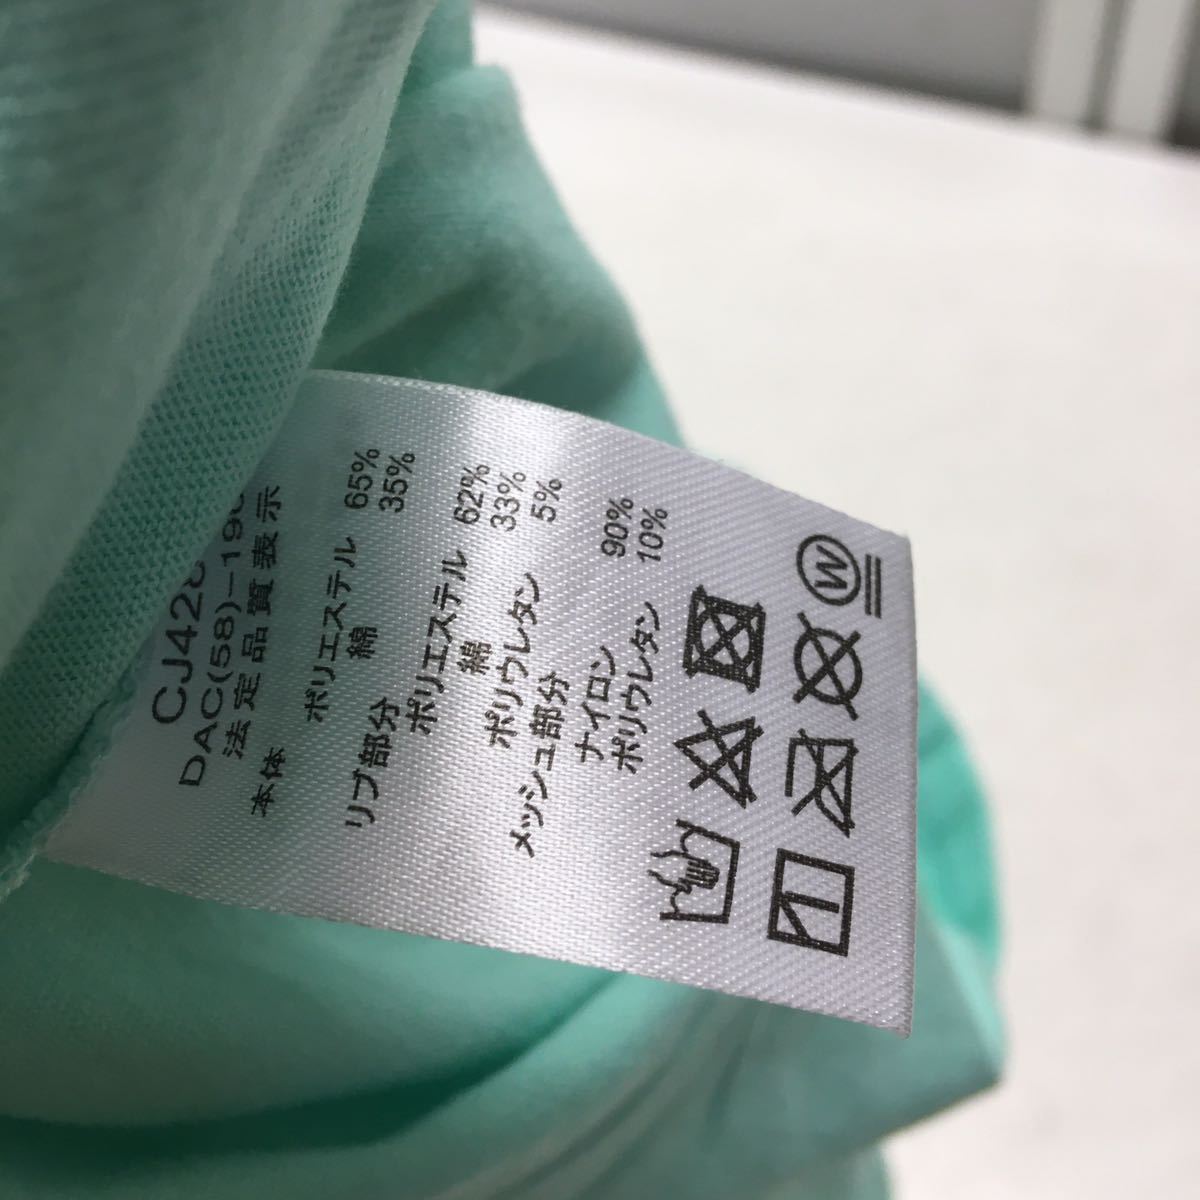 CJ428
DAC(58)-19
法定品質表示
本体
ポリエステル 65%
綿 35%
リブ部分
ポリエステル 62%
綿 33%
ポリウレタン 5%
メッシュ部分
ナイロン 90%
ポリウレタン 10%
W